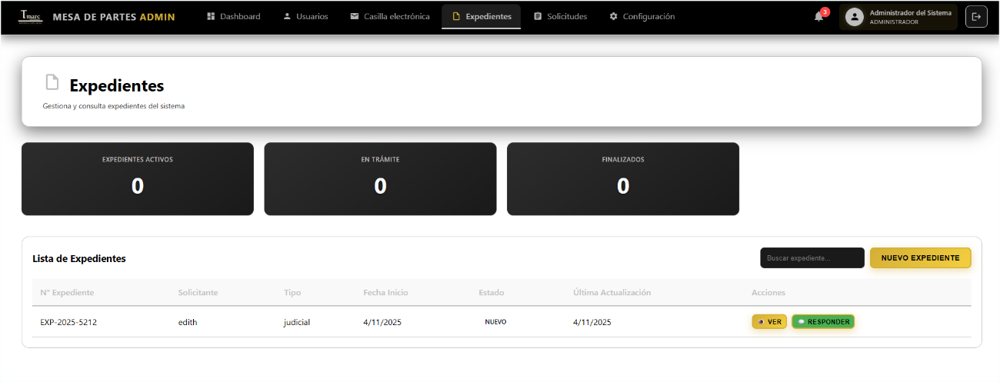 Tmarc
MESA DE PARTES ADMIN
Dashboard
Usuarios
Casilla electrónica
Expedientes
Solicitudes
Configuración
3
Administrador del Sistema
ADMINISTRADOR
Expedientes
Gestiona y consulta expedientes del sistema
EXPEDIENTES ACTIVOS
0
EN TRÁMITE
0
FINALIZADOS
0
Lista de Expedientes
Buscar expediente...
NUEVO EXPEDIENTE
N° Expediente Solicitante Tipo Fecha Inicio Estado Última Actualización Acciones
EXP-2025-5212 edith judicial 4/11/2025 NUEVO 4/11/2025 VER RESPONDER